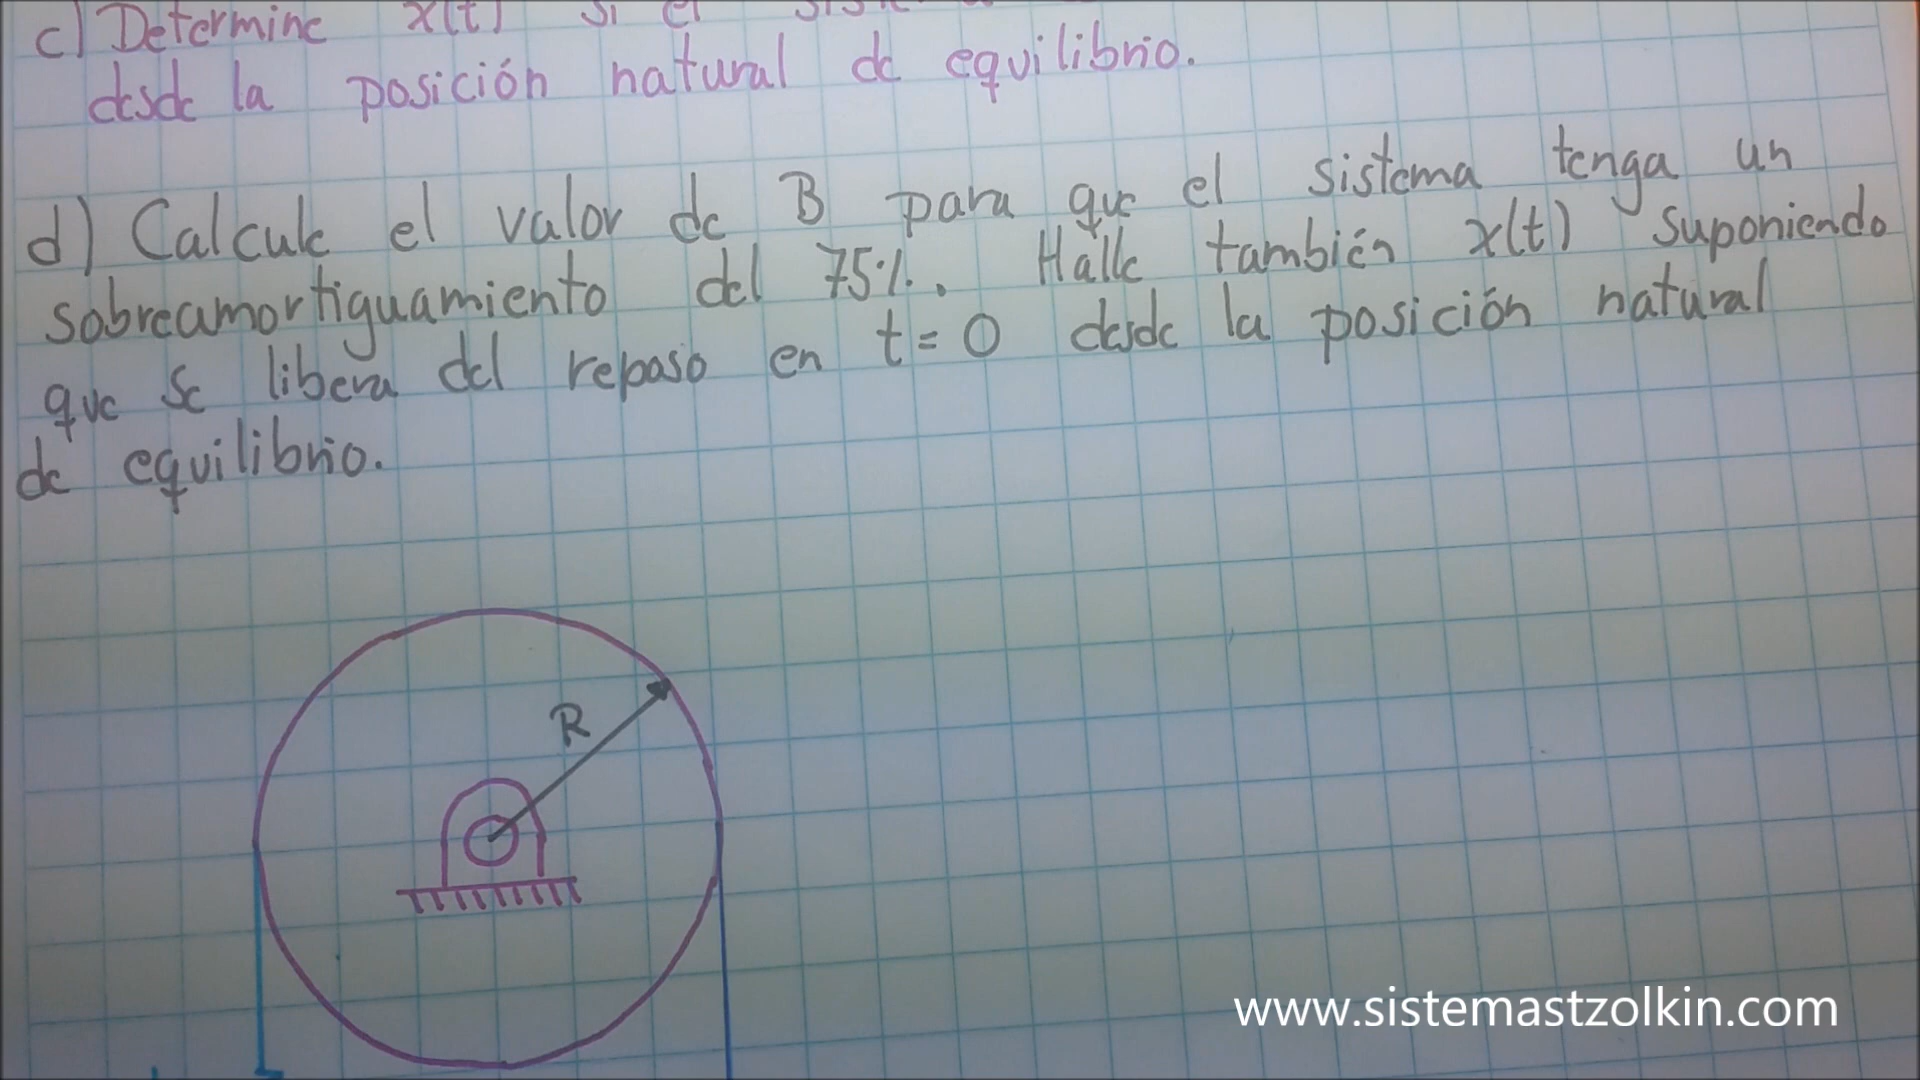 c) Determine x(t) si el
desde la posición natural de equilibrio.
d) Calcule el valor de B para que el sistema tenga un
sobreamortiguamiento del 75%. Halle también x(t) suponiendo
que se libera del reposo en t=0 desde la posición natural
de equilibrio.
R
www.sistemastzolkin.com